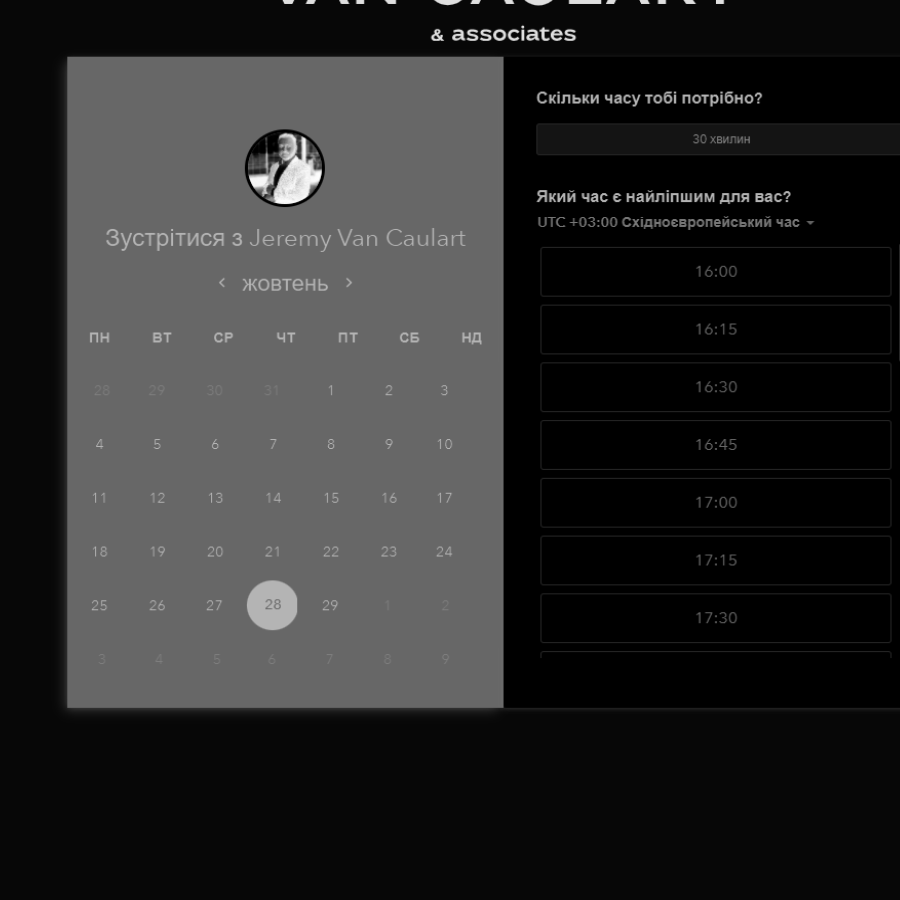 VAN CAULART
& associates
Зустрітися з Jeremy Van Caulart
жовтень
ПН ВТ СР ЧТ ПТ СБ НД
28 29 30 31 1 2 3
4 5 6 7 8 9 10
11 12 13 14 15 16 17
18 19 20 21 22 23 24
25 26 27 28 29 1 2
3 4 5 6 7 8 9
Скільки часу тобі потрібно?
30 хвилин
Який час є найліпшим для вас?
UTC +03:00 Східноєвропейський час
16:00
16:15
16:30
16:45
17:00
17:15
17:30